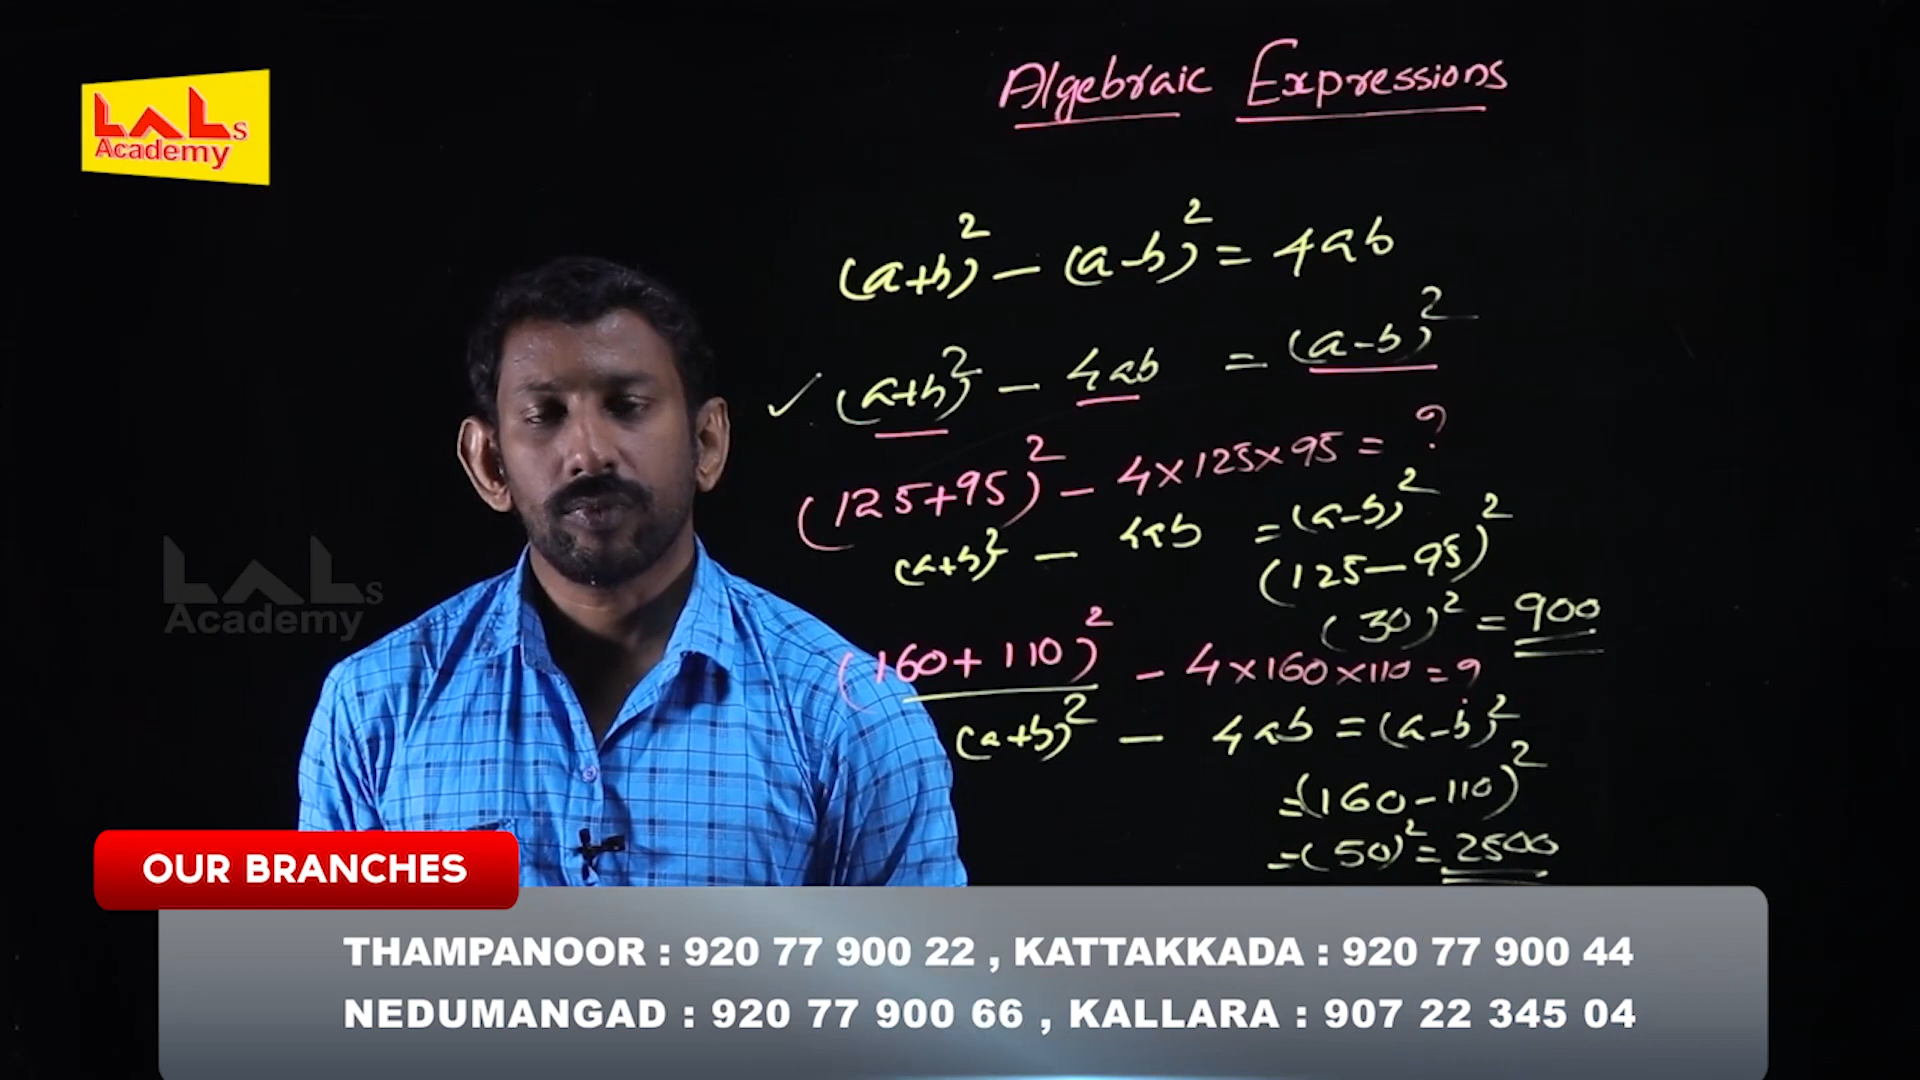 LALs
Academy
Algebraic Expressions
(a+b)² - (a-b)² = 4ab
✓ (a+b)² - 4ab = (a-b)²
(125+95)² - 4×125×95 = ?
(a+b)² - 4ab = (a-b)²
(125-95)²
(30)² = 900
(160+110)² - 4×160×110 = ?
(a+b)² - 4ab = (a-b)²
=(160-110)²
=(50)² = 2500
LALs
Academy
OUR BRANCHES
THAMPANOOR : 920 77 900 22 , KATTAKKADA : 920 77 900 44
NEDUMANGAD : 920 77 900 66 , KALLARA : 907 22 345 04